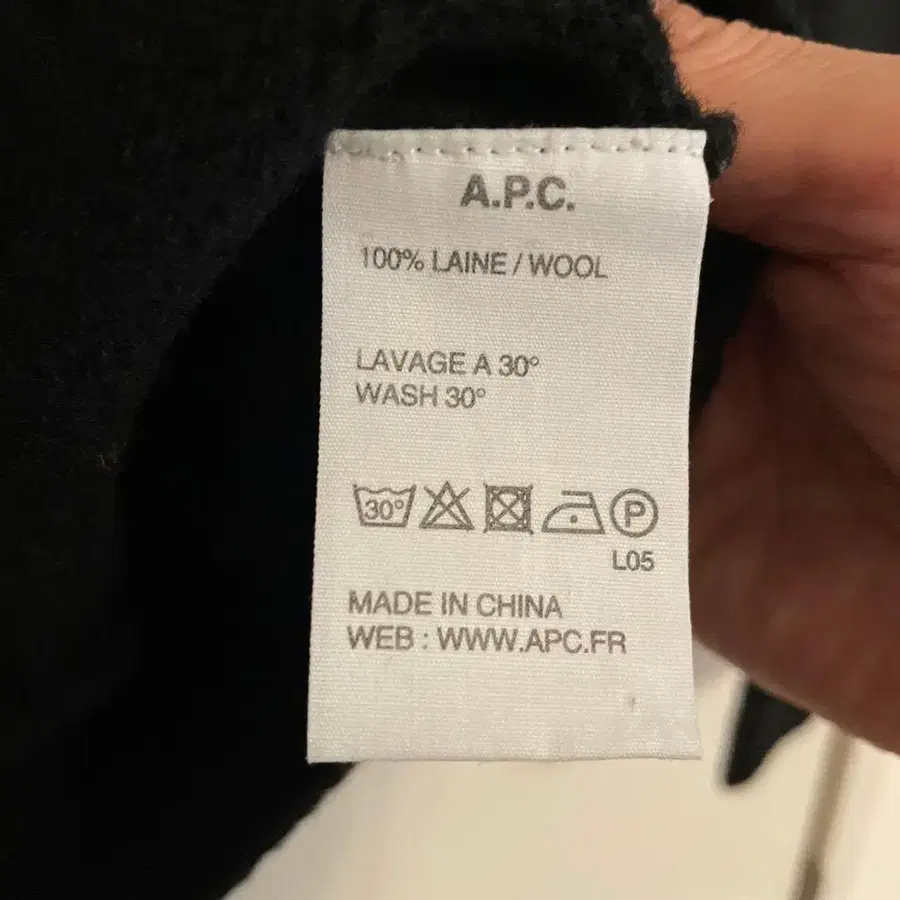 A.P.C.
100% LAINE / WOOL
LAVAGE A 30°
WASH 30°
30° P
L05
MADE IN CHINA
WEB : WWW.APC.FR